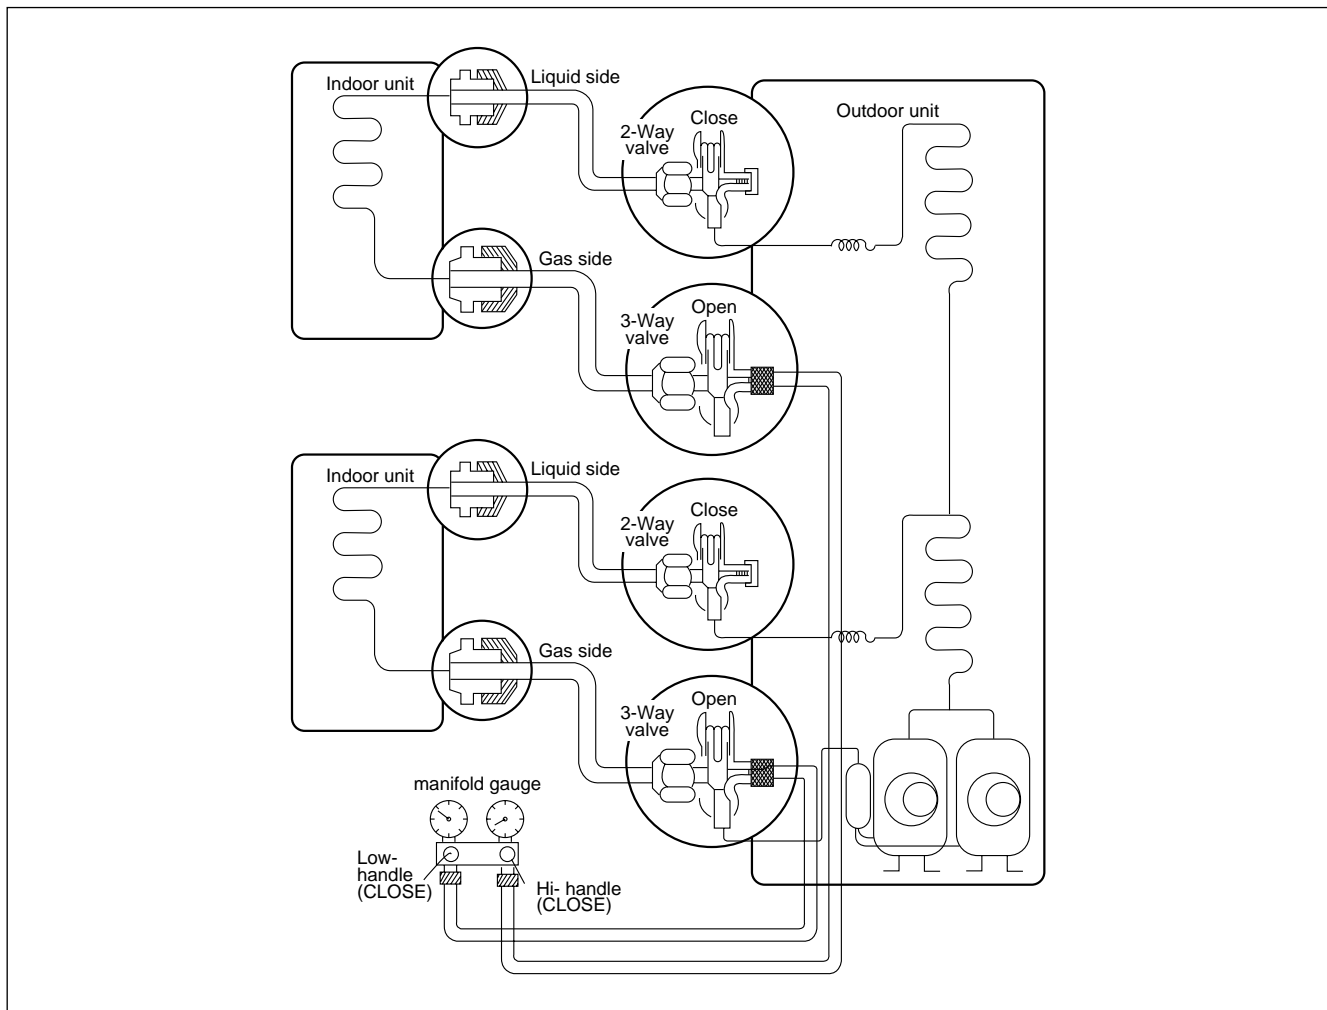 Indoor unit
Liquid side
2-Way
valve
Close
Outdoor unit
Gas side
3-Way
valve
Open
Indoor unit
Liquid side
2-Way
valve
Close
Gas side
3-Way
valve
Open
manifold gauge
Low-
handle
(CLOSE)
Hi- handle
(CLOSE)